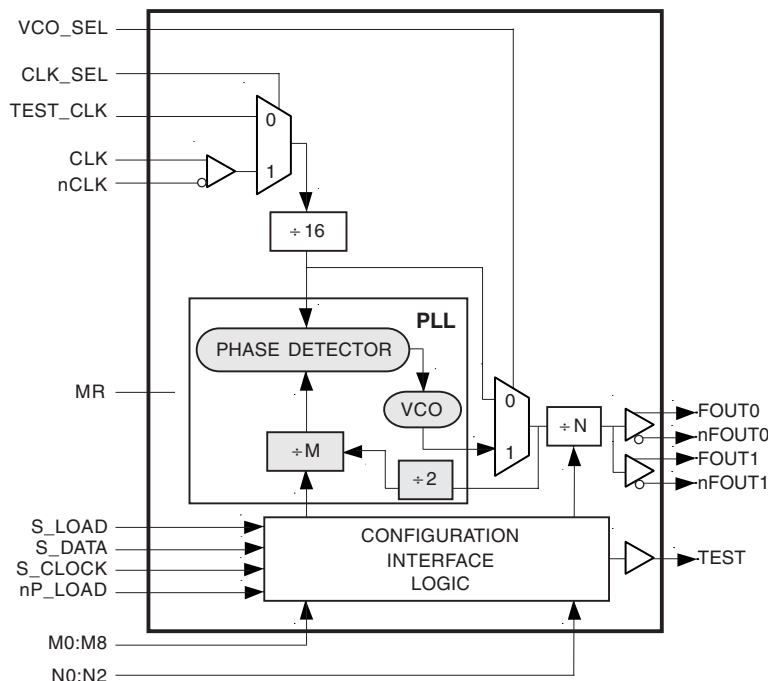 VCO_SEL
CLK_SEL
TEST_CLK
0
CLK
1
nCLK
÷ 16
PLL
PHASE DETECTOR
MR
VCO
0
FOUT0
÷ N
nFOUT0
1
÷M
FOUT1
÷2
nFOUT1
S_LOAD
S_DATA
S_CLOCK
nP_LOAD
CONFIGURATION
INTERFACE
LOGIC
TEST
M0:M8
N0:N2